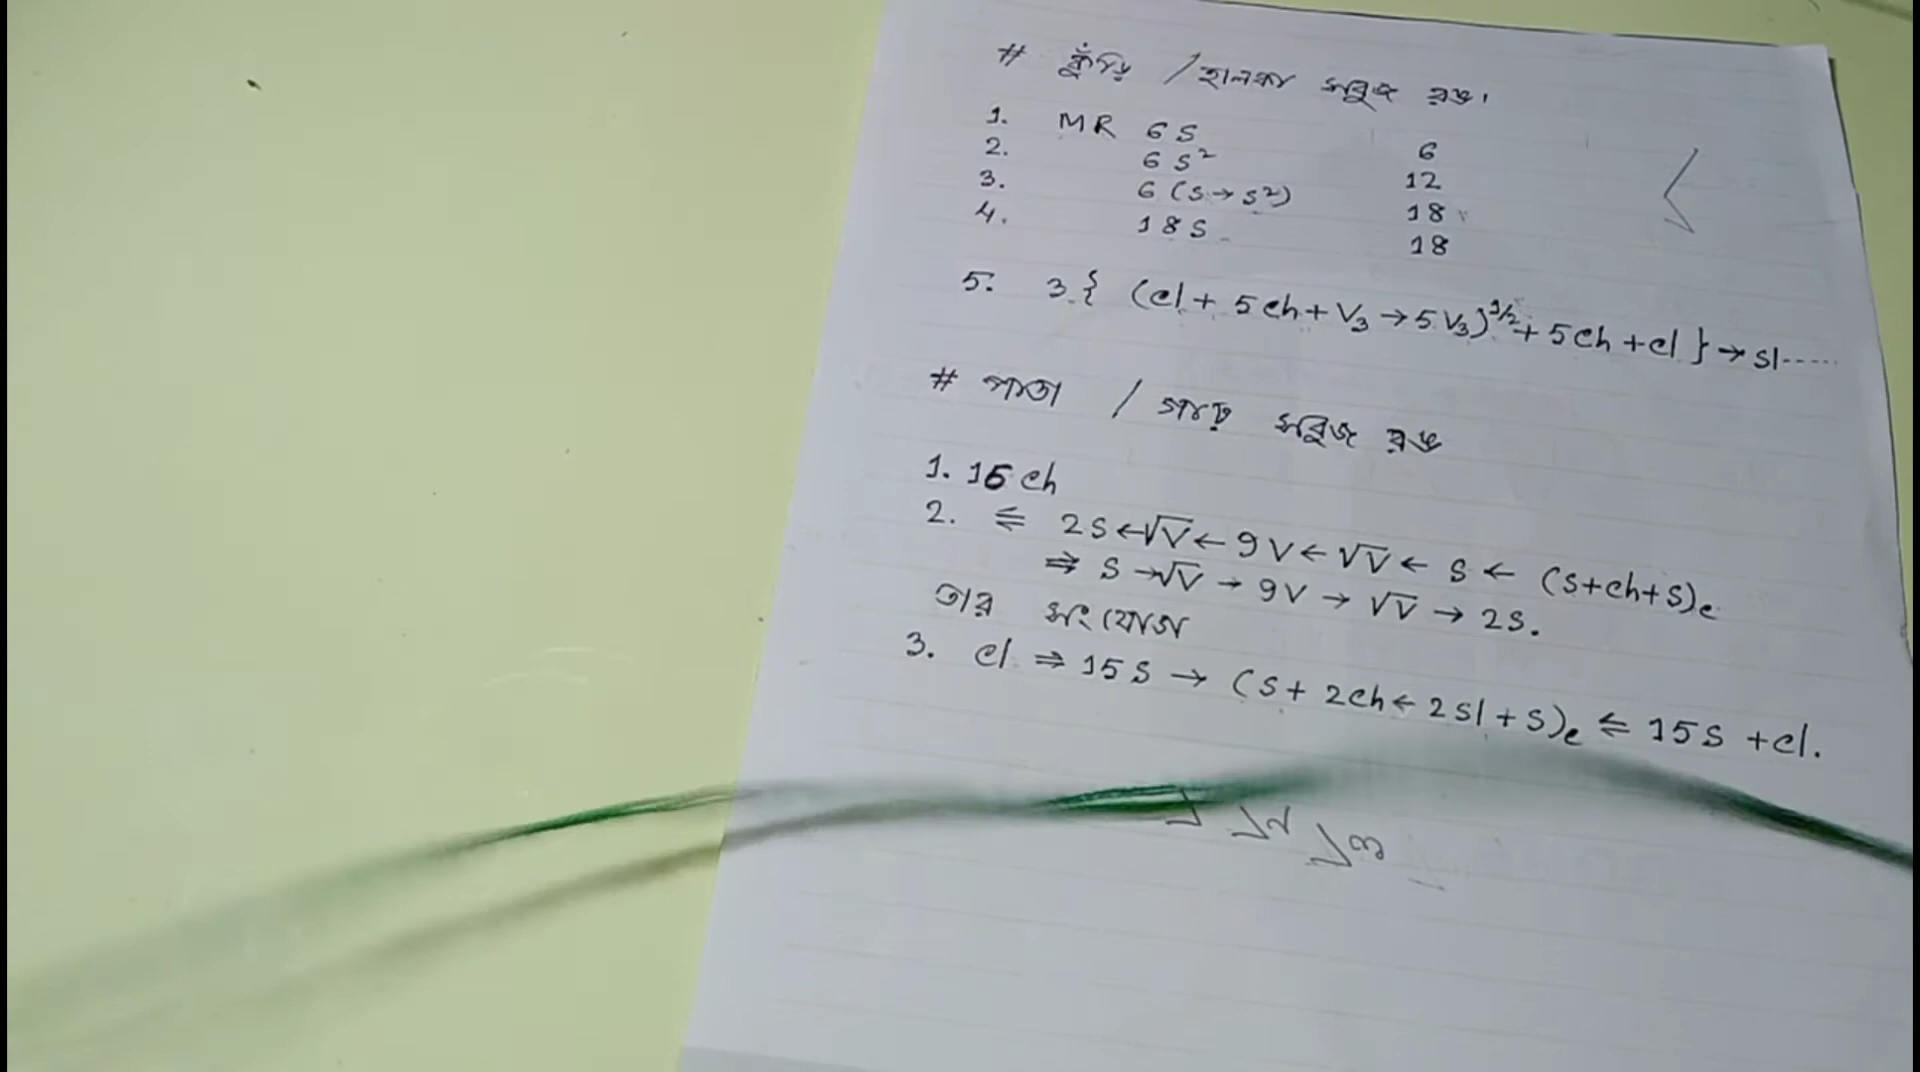 # কুঁড়ি / হালকা সবুজ রঙ।
1. MR 6S 6
2. 6S² 12
3. 6(S→S²) 18
4. 18S 18
5. 3{(cl+5ch+V₃→5V₃)^1/2+5ch+cl}→sl-----
# পাতা / গাঢ় সবুজ রঙ
1. 15 ch
2. ⇐ 2S←√V←9V←√V←S←(S+ch+S)c
⇒ S→√V→9V→√V→2S.
তার সংযোগ
3. cl ⇒ 15S → (S+2ch←2sl+S)c ⇐ 15S +cl.